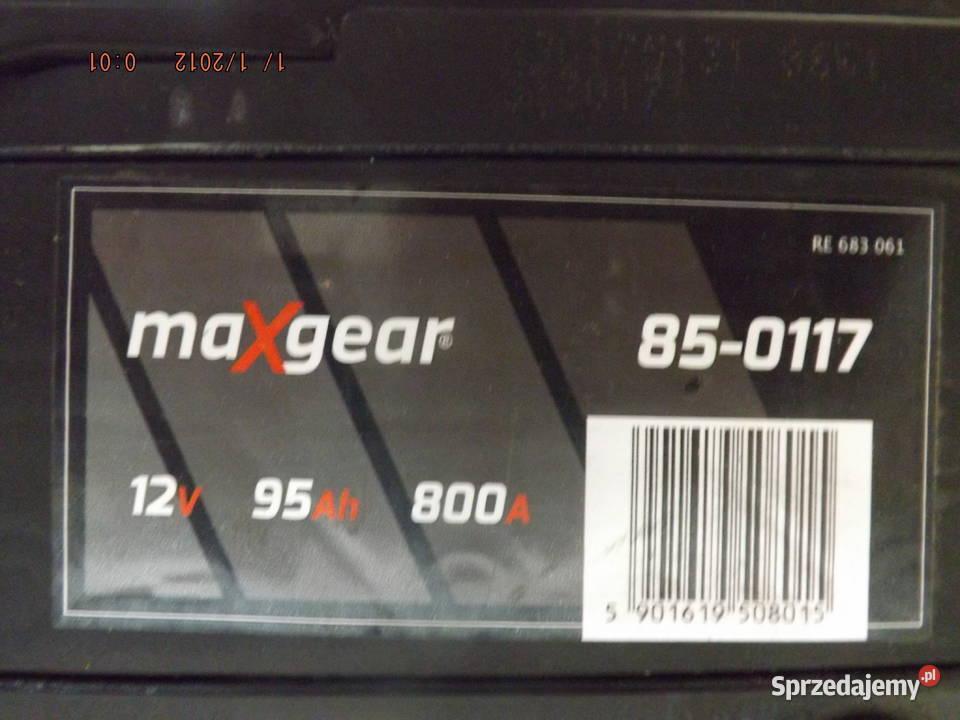 1/ 1/2012 0:01
RE 683 061
maXgear®
85-0117
12V 95Ah 800A
5 901619 508015
Sprzedajemy.pl